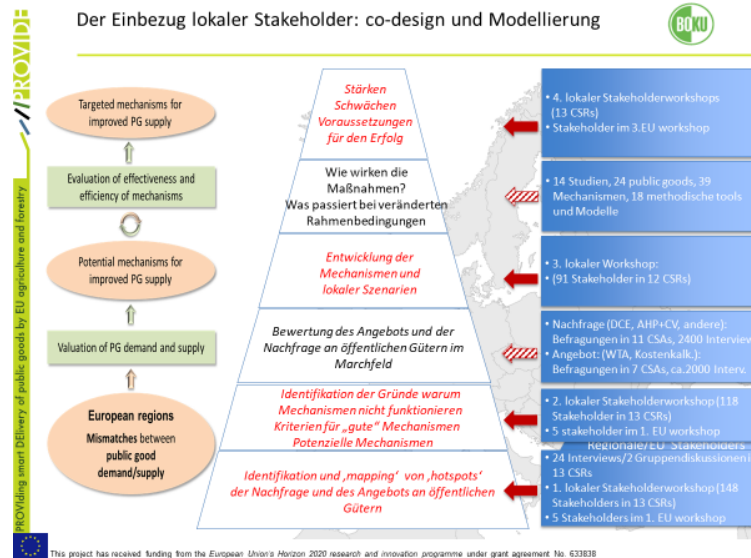 Der Einbezug lokaler Stakeholder: co-design und Modellierung
BOKU
PROVIDE
PROVIding smart DElivery of public goods by EU agriculture and forestry
Targeted mechanisms for
improved PG supply
Evaluation of effectiveness and
efficiency of mechanisms
Potential mechanisms for
improved PG supply
Valuation of PG demand and supply
European regions
Mismatches between
public good
demand/supply
Stärken
Schwächen
Voraussetzungen
für den Erfolg
Wie wirken die
Maßnahmen?
Was passiert bei veränderten
Rahmenbedingungen
Entwicklung der
Mechanismen und
lokaler Szenarien
Bewertung des Angebots und der
Nachfrage an öffentlichen Gütern im
Marchfeld
Identifikation der Gründe warum
Mechanismen nicht funktionieren
Kriterien für „gute“ Mechanismen
Potenzielle Mechanismen
Identifikation und ‚mapping‘ von ‚hotspots‘
der Nachfrage und des Angebots an öffentlichen
Gütern
• 4. lokaler Stakeholderworkshops
(13 CSRs)
• Stakeholder im 3.EU workshop
• 14 Studien, 24 public goods, 39
Mechanismen, 18 methodische tools
und Modelle
• 3. lokaler Workshop:
• (91 Stakeholder in 12 CSRs)
• Nachfrage (DCE, AHP+CV, andere):
Befragungen in 11 CSAs, 2400 Interview
• Angebot: (WTA, Kostenkalk.):
Befragungen in 7 CSAs, ca.2000 Interv.
• 2. lokaler Stakeholderworkshop (118
Stakeholder in 13 CSRs)
• 5 stakeholder im 1. EU workshop
Regionale/EU Stakeholders
• 24 Interviews/2 Gruppendiskussionen i
13 CSRs
• 1. lokaler Stakeholderworkshop (148
Stakeholders in 13 CSRs)
• 5 Stakeholders im 1. EU workshop
This project has received funding from the European Union's Horizon 2020 research and innovation programme under grant agreement No. 633838